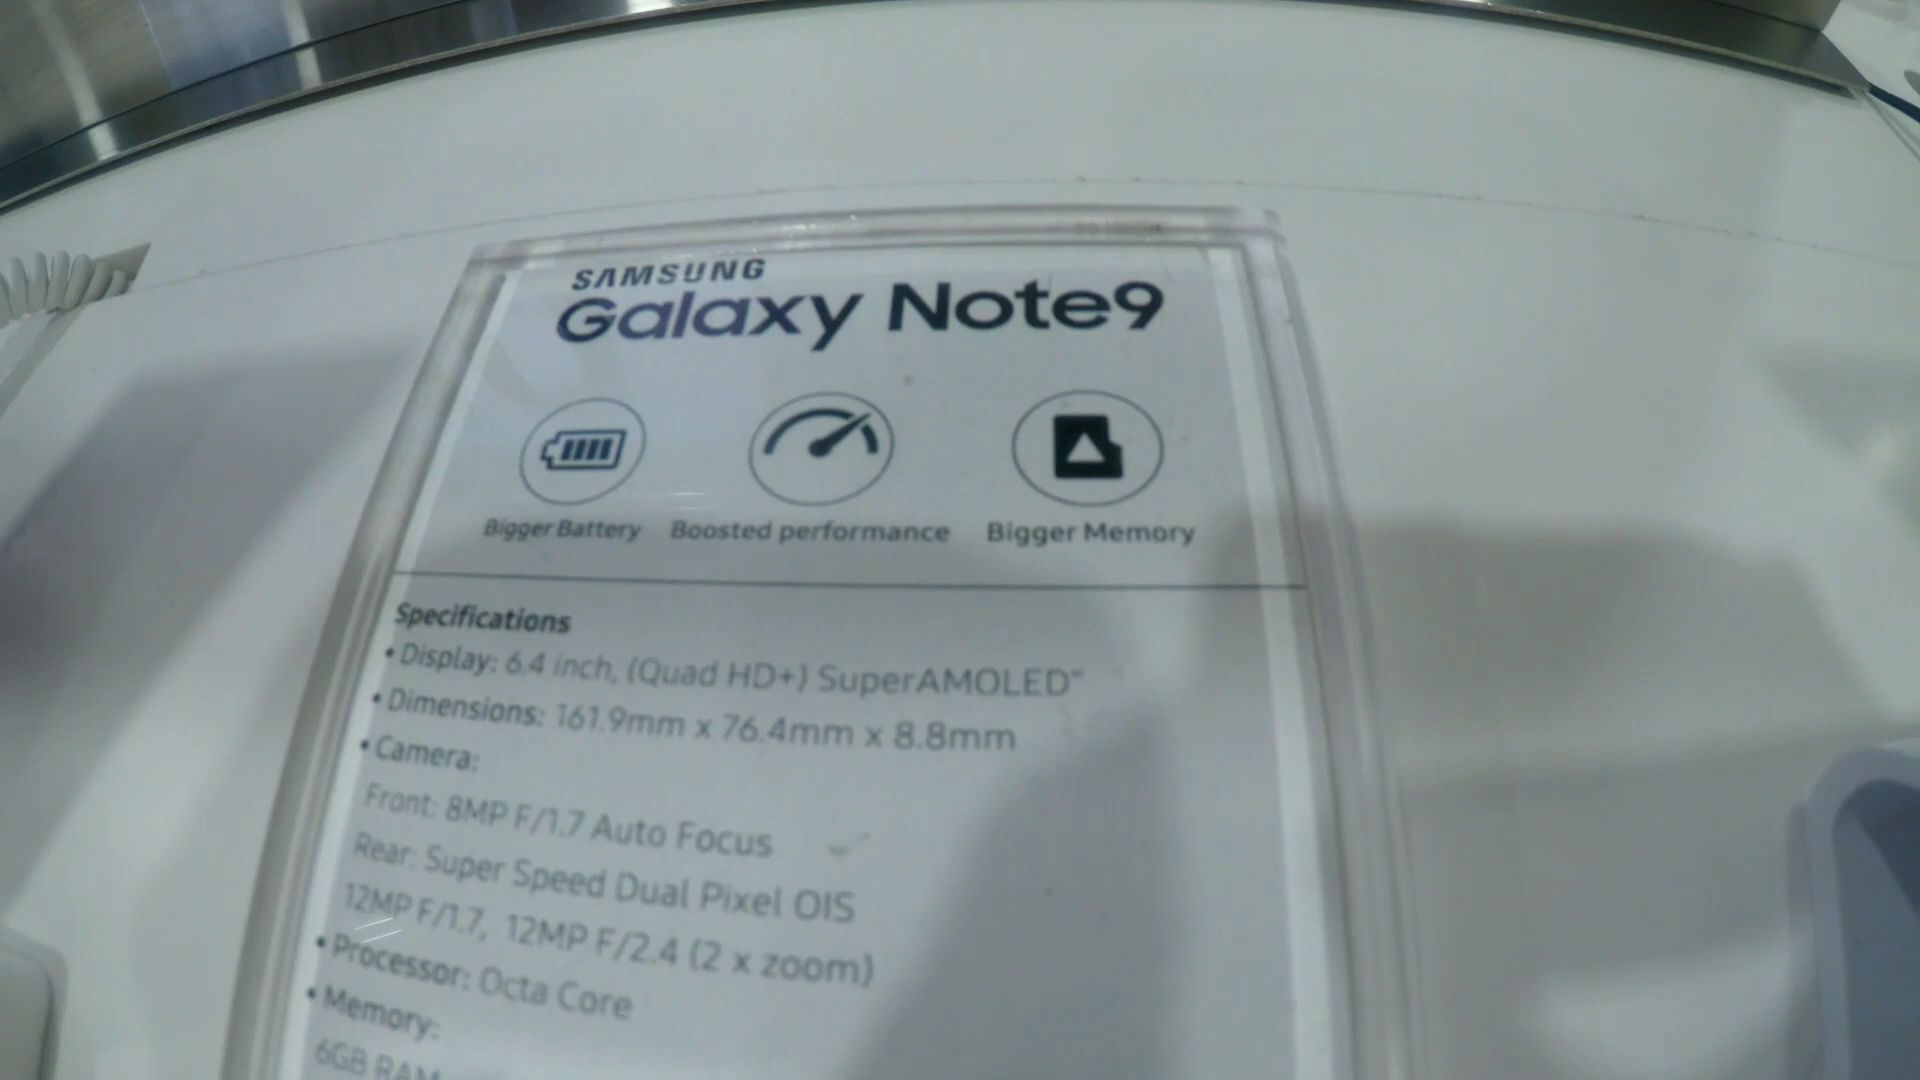 SAMSUNG
Galaxy Note9
Bigger Battery Boosted performance Bigger Memory
Specifications
• Display: 6.4 inch, (Quad HD+) SuperAMOLED™
• Dimensions: 161.9mm x 76.4mm x 8.8mm
• Camera:
Front: 8MP F/1.7 Auto Focus
Rear: Super Speed Dual Pixel OIS
12MP F/1.7, 12MP F/2.4 (2 x zoom)
• Processor: Octa Core
• Memory:
6GB RAM